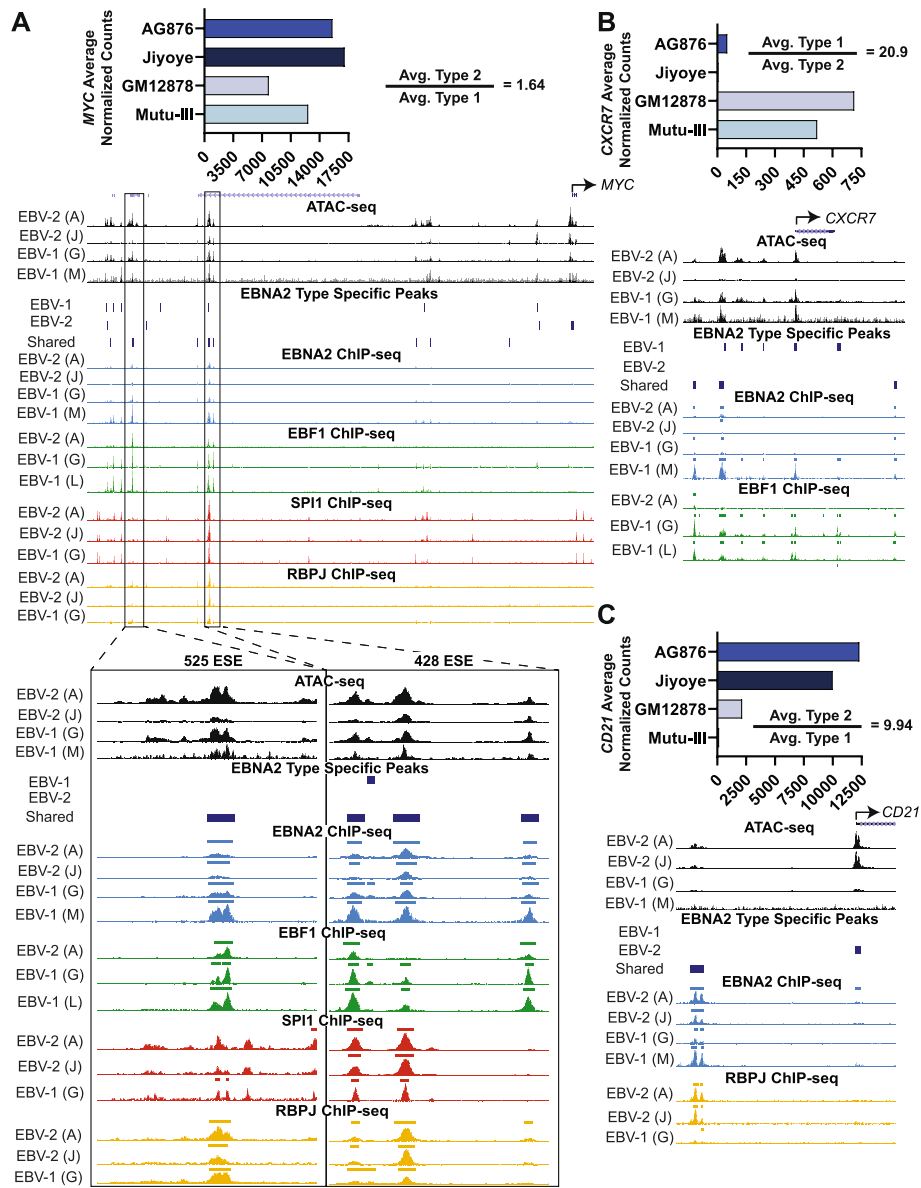 A
MYC Average
Normalized Counts
AG876
Jiyoye
GM12878
Mutu-III
0
3500
7000
10500
14000
17500
Avg. Type 2
Avg. Type 1
= 1.64
MYC
ATAC-seq
EBV-2 (A)
EBV-2 (J)
EBV-1 (G)
EBV-1 (M)
EBNA2 Type Specific Peaks
EBV-1
EBV-2
Shared
EBNA2 ChIP-seq
EBV-2 (A)
EBV-2 (J)
EBV-1 (G)
EBV-1 (M)
EBF1 ChIP-seq
EBV-2 (A)
EBV-1 (G)
EBV-1 (L)
SPI1 ChIP-seq
EBV-2 (A)
EBV-2 (J)
EBV-1 (G)
RBPJ ChIP-seq
EBV-2 (A)
EBV-2 (J)
EBV-1 (G)
525 ESE
428 ESE
ATAC-seq
EBV-2 (A)
EBV-2 (J)
EBV-1 (G)
EBV-1 (M)
EBNA2 Type Specific Peaks
EBV-1
EBV-2
Shared
EBNA2 ChIP-seq
EBV-2 (A)
EBV-2 (J)
EBV-1 (G)
EBV-1 (M)
EBF1 ChIP-seq
EBV-2 (A)
EBV-1 (G)
EBV-1 (L)
SPI1 ChIP-seq
EBV-2 (A)
EBV-2 (J)
EBV-1 (G)
RBPJ ChIP-seq
EBV-2 (A)
EBV-2 (J)
EBV-1 (G)
B
CXCR7 Average
Normalized Counts
AG876
Jiyoye
GM12878
Mutu-III
0
150
300
450
600
750
Avg. Type 1
Avg. Type 2
= 20.9
CXCR7
ATAC-seq
EBV-2 (A)
EBV-2 (J)
EBV-1 (G)
EBV-1 (M)
EBNA2 Type Specific Peaks
EBV-1
EBV-2
Shared
EBNA2 ChIP-seq
EBV-2 (A)
EBV-2 (J)
EBV-1 (G)
EBV-1 (M)
EBF1 ChIP-seq
EBV-2 (A)
EBV-1 (G)
EBV-1 (L)
C
CD21 Average
Normalized Counts
AG876
Jiyoye
GM12878
Mutu-III
0
2500
5000
7500
10000
12500
Avg. Type 2
Avg. Type 1
= 9.94
CD21
ATAC-seq
EBV-2 (A)
EBV-2 (J)
EBV-1 (G)
EBV-1 (M)
EBNA2 Type Specific Peaks
EBV-1
EBV-2
Shared
EBNA2 ChIP-seq
EBV-2 (A)
EBV-2 (J)
EBV-1 (G)
EBV-1 (M)
RBPJ ChIP-seq
EBV-2 (A)
EBV-2 (J)
EBV-1 (G)